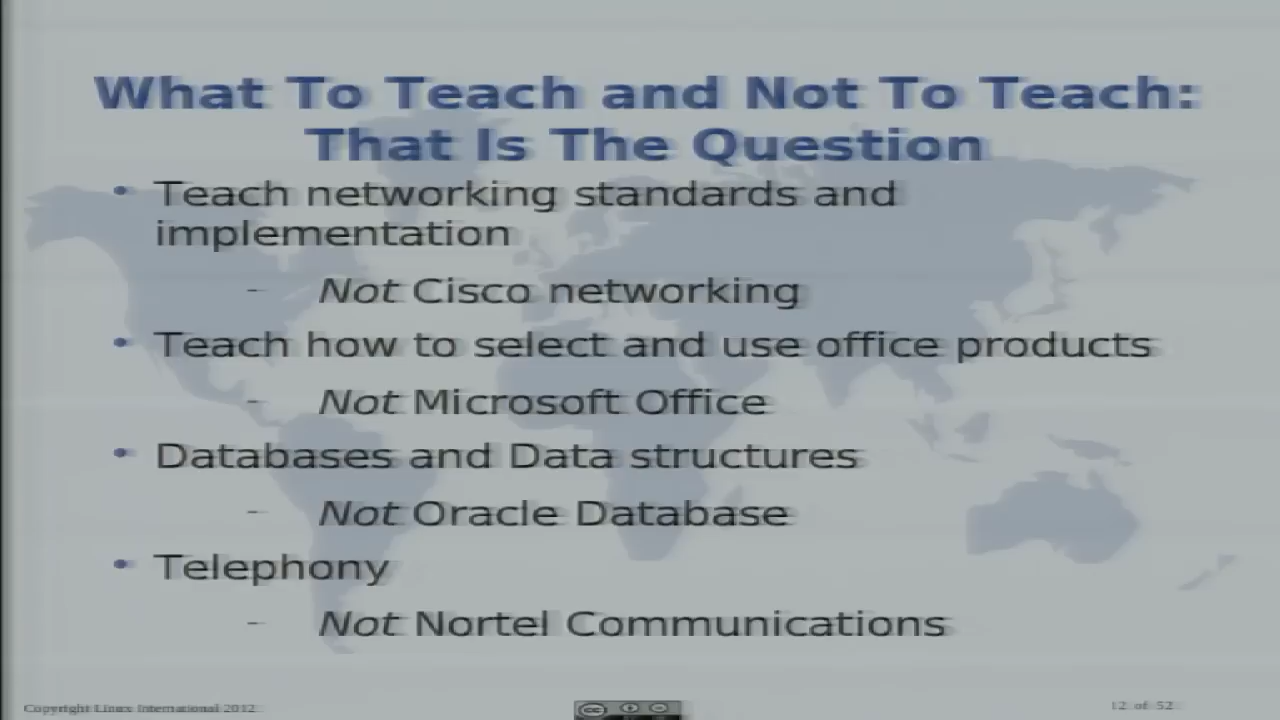 What To Teach and Not To Teach:
That Is The Question
• Teach networking standards and
implementation
- Not Cisco networking
• Teach how to select and use office products
- Not Microsoft Office
• Databases and Data structures
- Not Oracle Database
• Telephony
- Not Nortel Communications
Copyright Linux International 2012
cc
12 of 52